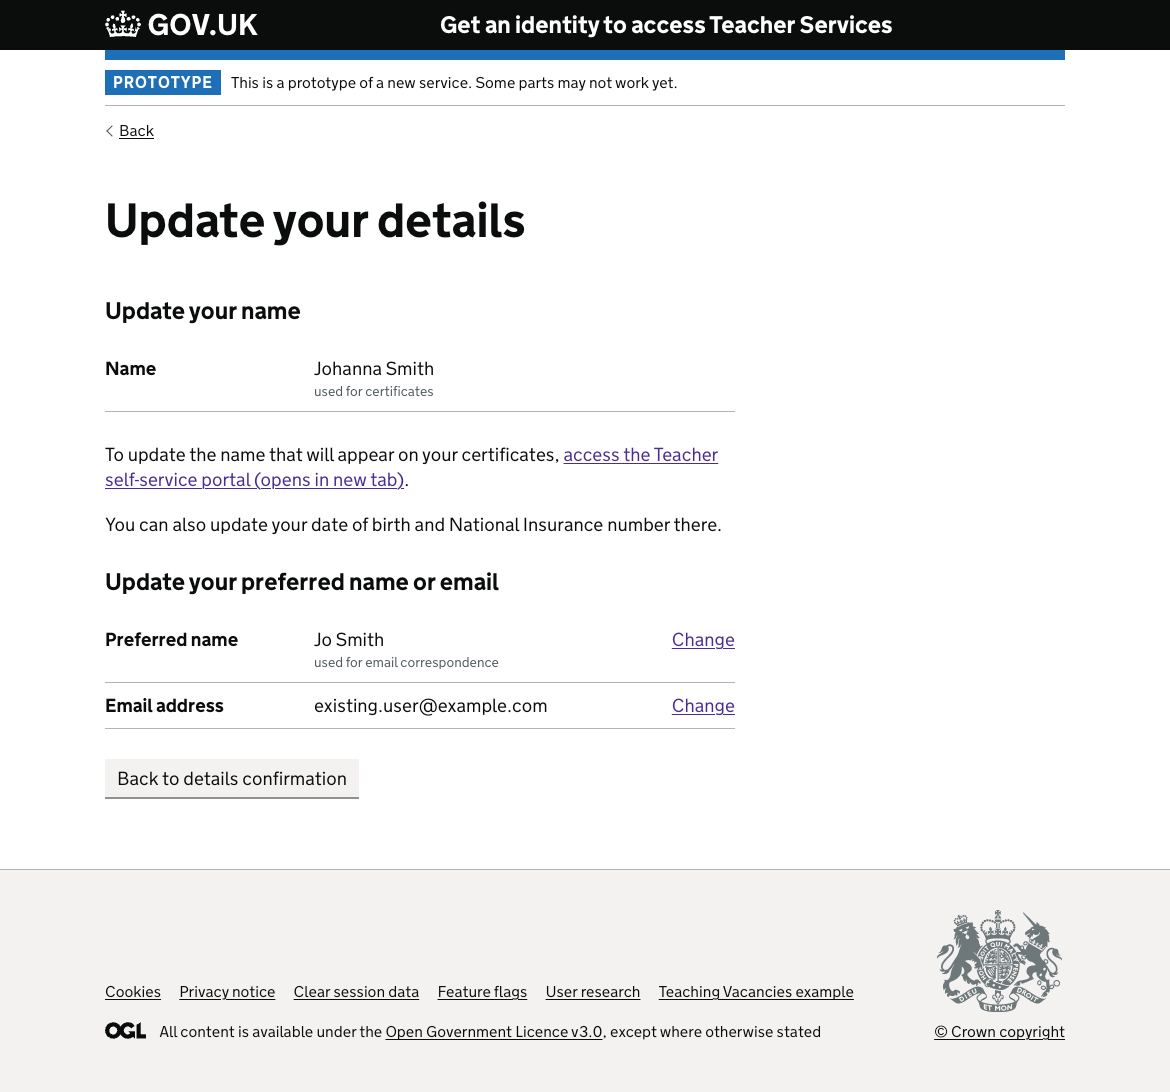 GOV.UK
Get an identity to access Teacher Services
PROTOTYPE This is a prototype of a new service. Some parts may not work yet.
Back
Update your details
Update your name
Name Johanna Smith
used for certificates
To update the name that will appear on your certificates, access the Teacher
self-service portal (opens in new tab).
You can also update your date of birth and National Insurance number there.
Update your preferred name or email
Preferred name Jo Smith Change
used for email correspondence
Email address existing.user@example.com Change
Back to details confirmation
Cookies Privacy notice Clear session data Feature flags User research Teaching Vacancies example
OGL All content is available under the Open Government Licence v3.0, except where otherwise stated
© Crown copyright